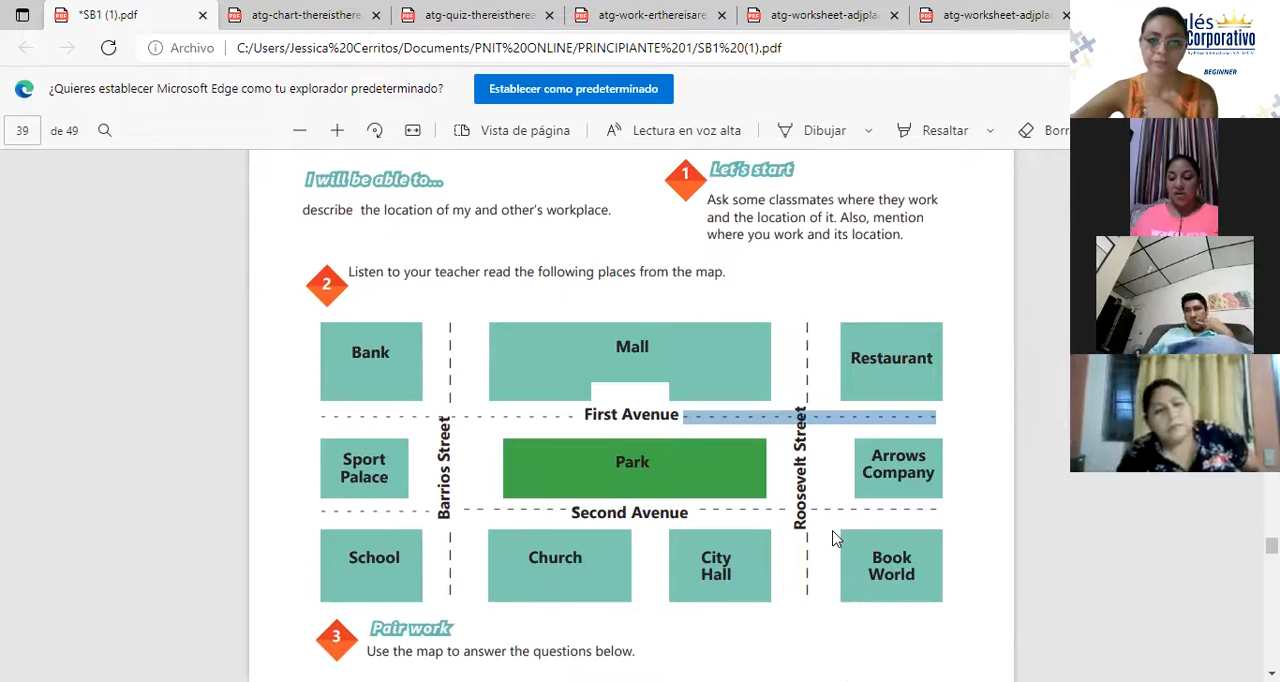 *SB1 (1).pdf
atg-chart-thereisthere
atg-quiz-therethisarea
atg-work-erthereisare
atg-worksheet-adjpla
atg-worksheet-adjpla
Archivo
C:/Users/Jessica%20Cerritos/Documents/PNIT%20ONLINE/PRINCIPIANTE%201/SB1%20(1).pdf
¿Quieres establecer Microsoft Edge como tu explorador predeterminado?
Establecer como predeterminado
39 de 49
Vista de página
Lectura en voz alta
Dibujar
Resaltar
Borr
glés
Corporativo
BEGINNER
I will be able to...
describe the location of my and other's workplace.
1 Let's start
Ask some classmates where they work
and the location of it. Also, mention
where you work and its location.
2 Listen to your teacher read the following places from the map.
Bank
Mall
Restaurant
First Avenue
Barrios Street
Roosevelt Street
Sport
Palace
Park
Arrows
Company
Second Avenue
School
Church
City
Hall
Book
World
3 Pair work
Use the map to answer the questions below.